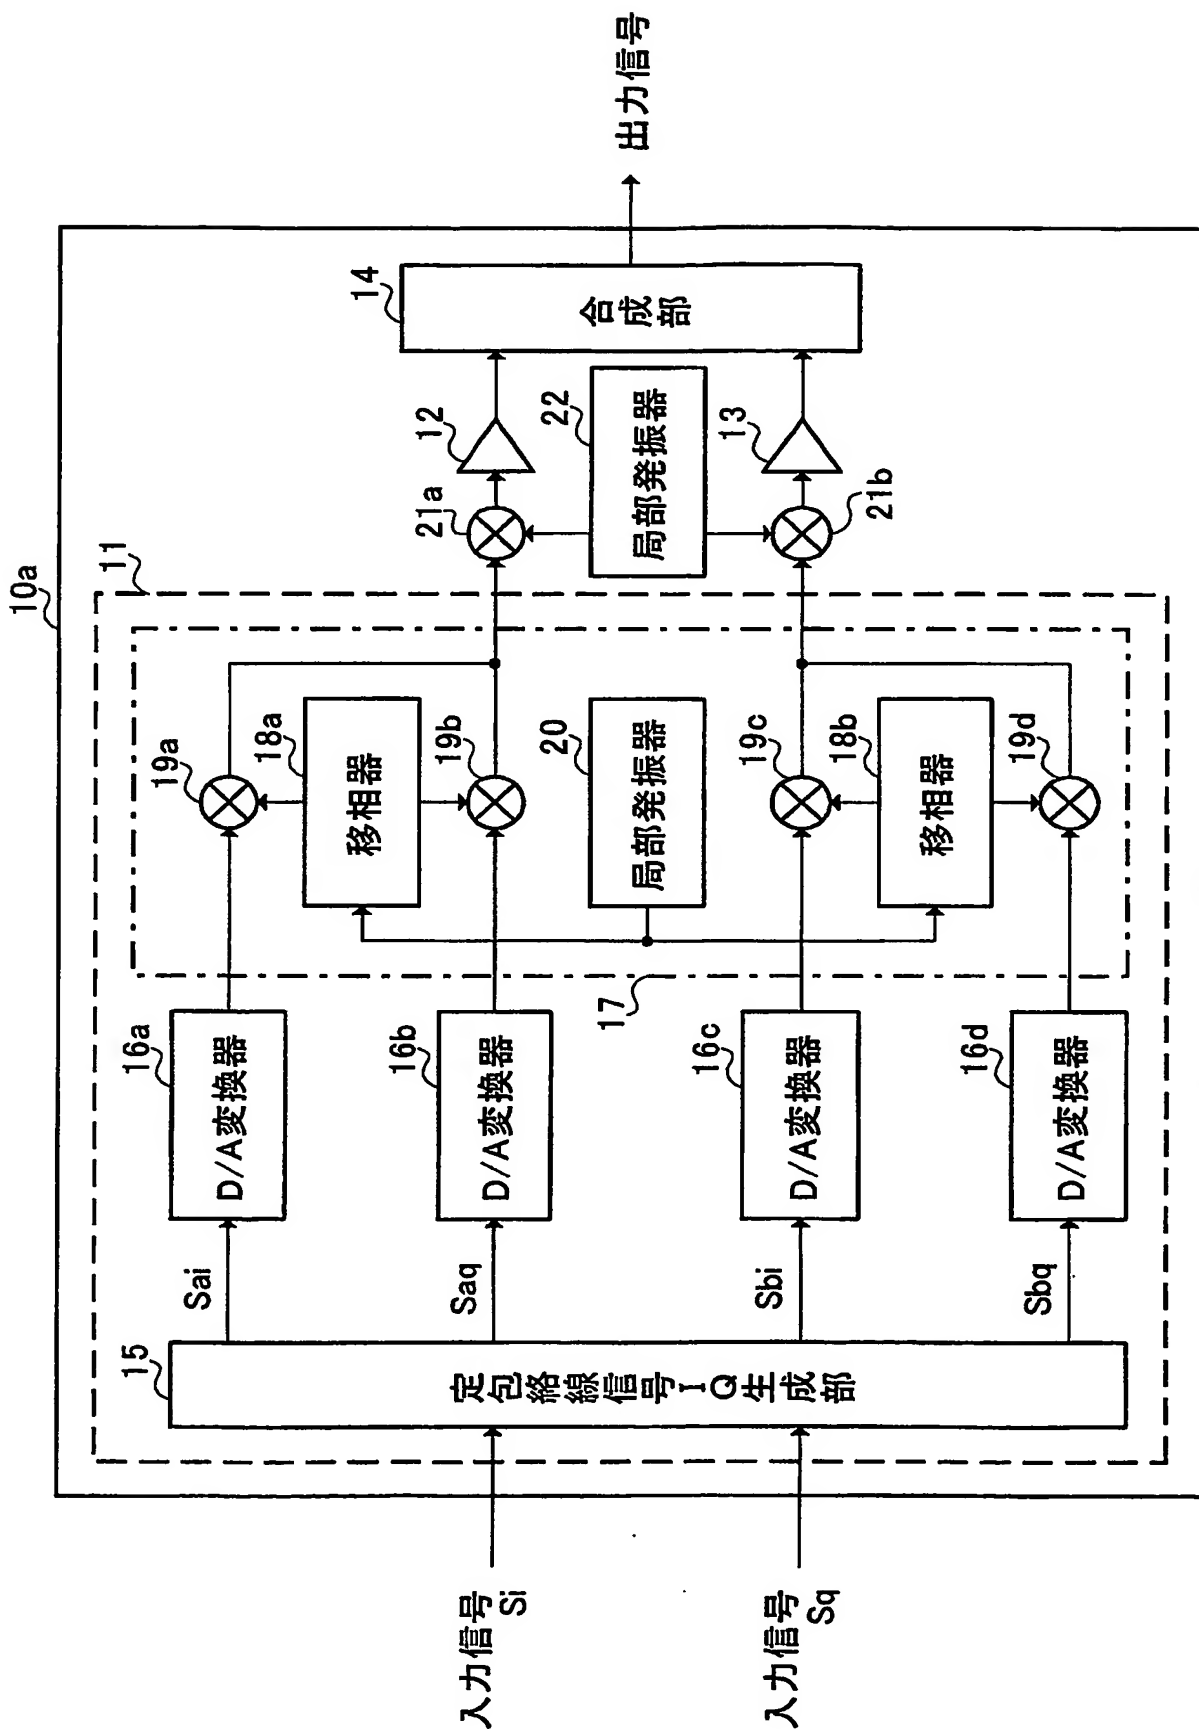 10a
11
入力信号
Si
入力信号
Sq
15
定包絡線信号IQ生成部
Sai
Saq
Sbi
Sbq
16a
D/A変換器
16b
D/A変換器
16c
D/A変換器
16d
D/A変換器
17
19a
18a
移相器
19b
20
局部発振器
19c
18b
移相器
19d
21a
12
22
局部発振器
21b
13
14
合成部
出力信号